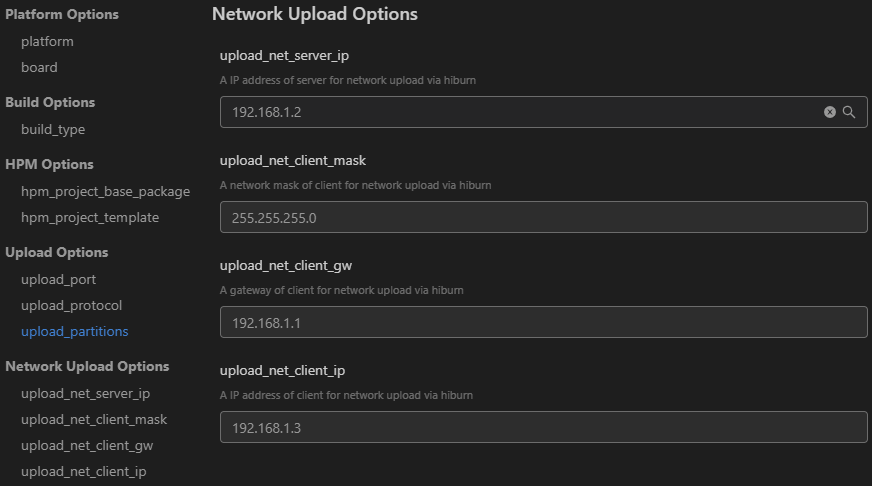 Platform Options
platform
board
Build Options
build_type
HPM Options
hpm_project_base_package
hpm_project_template
Upload Options
upload_port
upload_protocol
upload_partitions
Network Upload Options
upload_net_server_ip
upload_net_client_mask
upload_net_client_gw
upload_net_client_ip
Network Upload Options
upload_net_server_ip
A IP address of server for network upload via hiburn
192.168.1.2
upload_net_client_mask
A network mask of client for network upload via hiburn
255.255.255.0
upload_net_client_gw
A gateway of client for network upload via hiburn
192.168.1.1
upload_net_client_ip
A IP address of client for network upload via hiburn
192.168.1.3